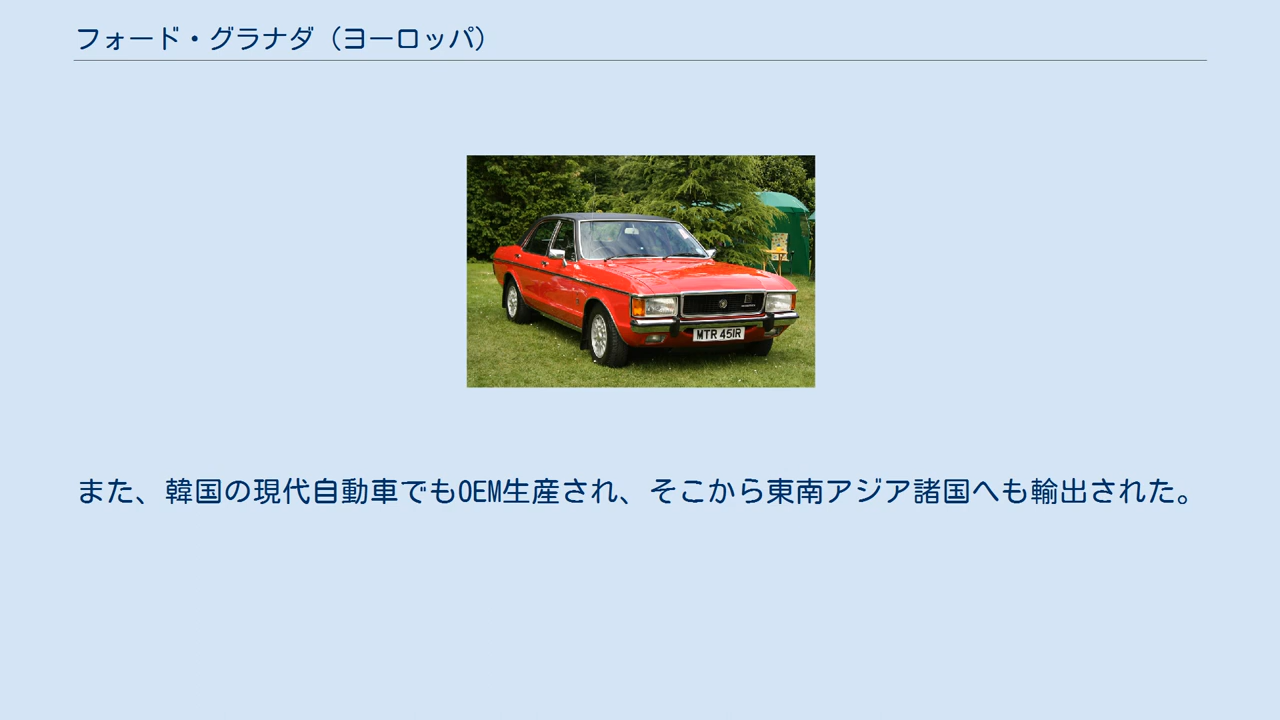 フォード・グラナダ（ヨーロッパ）
MTR 451R
また、韓国の現代自動車でもOEM生産され、そこから東南アジア諸国へも輸出された。